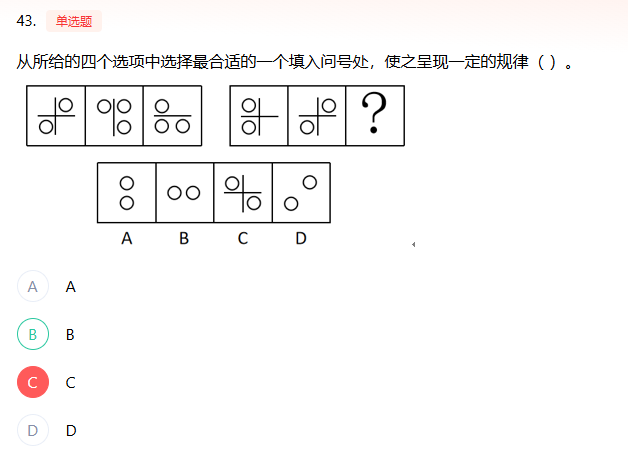 43. 单选题
从所给的四个选项中选择最合适的一个填入问号处，使之呈现一定的规律（ ）。
?
A B C D
A A
B B
C C
D D